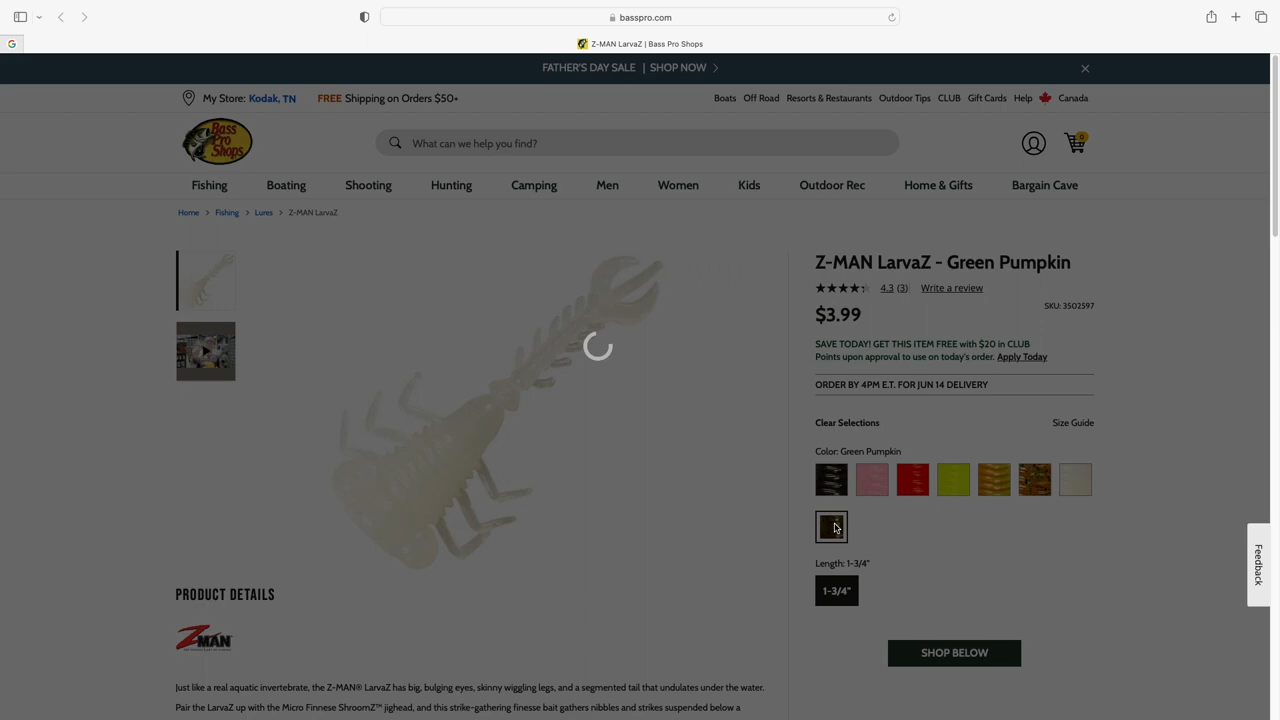 basspro.com
Z-MAN LarvaZ | Bass Pro Shops
FATHER'S DAY SALE | SHOP NOW
My Store: Kodak, TN
FREE Shipping on Orders $50+
Boats Off Road Resorts & Restaurants Outdoor Tips CLUB Gift Cards Help Canada
Bass Pro Shops
What can we help you find?
0
Fishing Boating Shooting Hunting Camping Men Women Kids Outdoor Rec Home & Gifts Bargain Cave
Home > Fishing > Lures > Z-MAN LarvaZ
Z-MAN LarvaZ - Green Pumpkin
4.3 (3) Write a review
$3.99
SKU: 3502597
SAVE TODAY! GET THIS ITEM FREE with $20 in CLUB
Points upon approval to use on today's order. Apply Today
ORDER BY 4PM E.T. FOR JUN 14 DELIVERY
Clear Selections Size Guide
Color: Green Pumpkin
Length: 1-3/4"
1-3/4"
SHOP BELOW
Feedback
PRODUCT DETAILS
ZMAN
Just like a real aquatic invertebrate, the Z-MAN® LarvaZ has big, bulging eyes, skinny wiggling legs, and a segmented tail that undulates under the water.
Pair the LarvaZ up with the Micro Finnese ShroomZ™ jighead, and this strike-gathering finesse bait gathers nibbles and strikes suspended below a